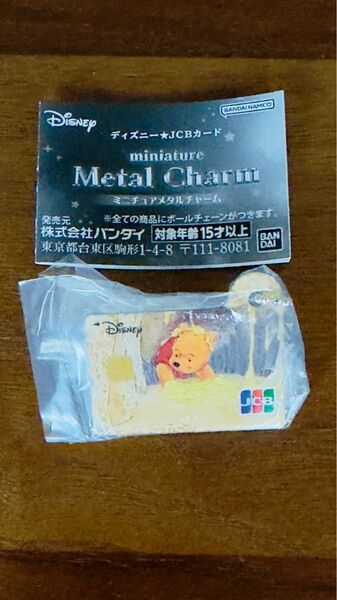 Disney
BANDAI NAMCO
ディズニー★JCBカード
miniature
Metal Charm
ミニチュアメタルチャーム
※全ての商品にボールチェーンがつきます。
発売元
株式会社バンダイ
対象年齢15才以上
東京都台東区駒形1-4-8 〒111-8081
BAN
DAI
Disney
JCB